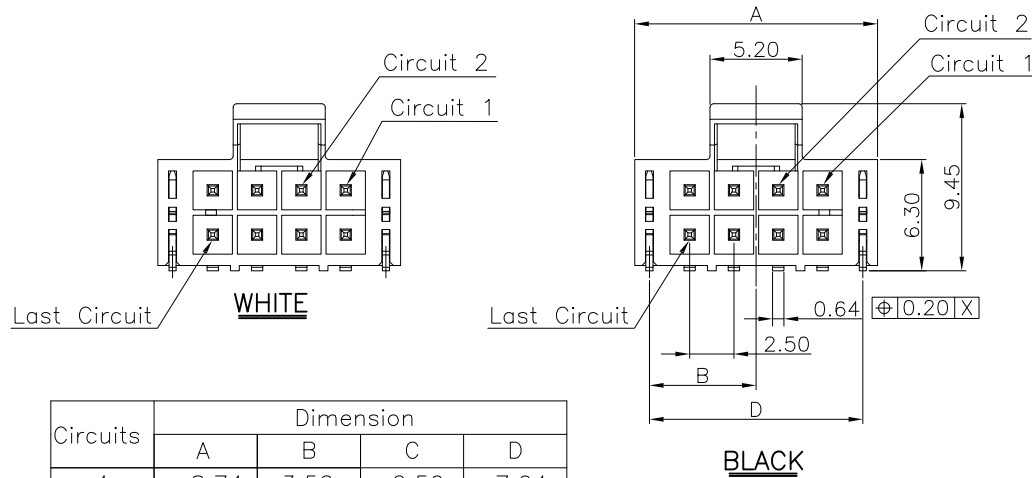 Circuit 2
Circuit 1
Last Circuit
WHITE
A
5.20
Circuit 2
Circuit 1
6.30
9.45
Last Circuit
0.64
⌖ 0.20 X
2.50
B
D
BLACK
Circuits Dimension
A B C D